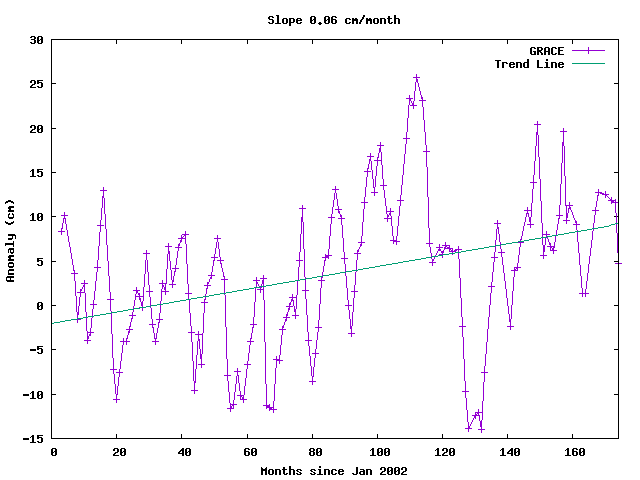 Slope 0.06 cm/month
GRACE
Trend Line
30
25
20
15
10
5
0
-5
-10
-15
Anomaly (cm)
0 20 40 60 80 100 120 140 160
Months since Jan 2002